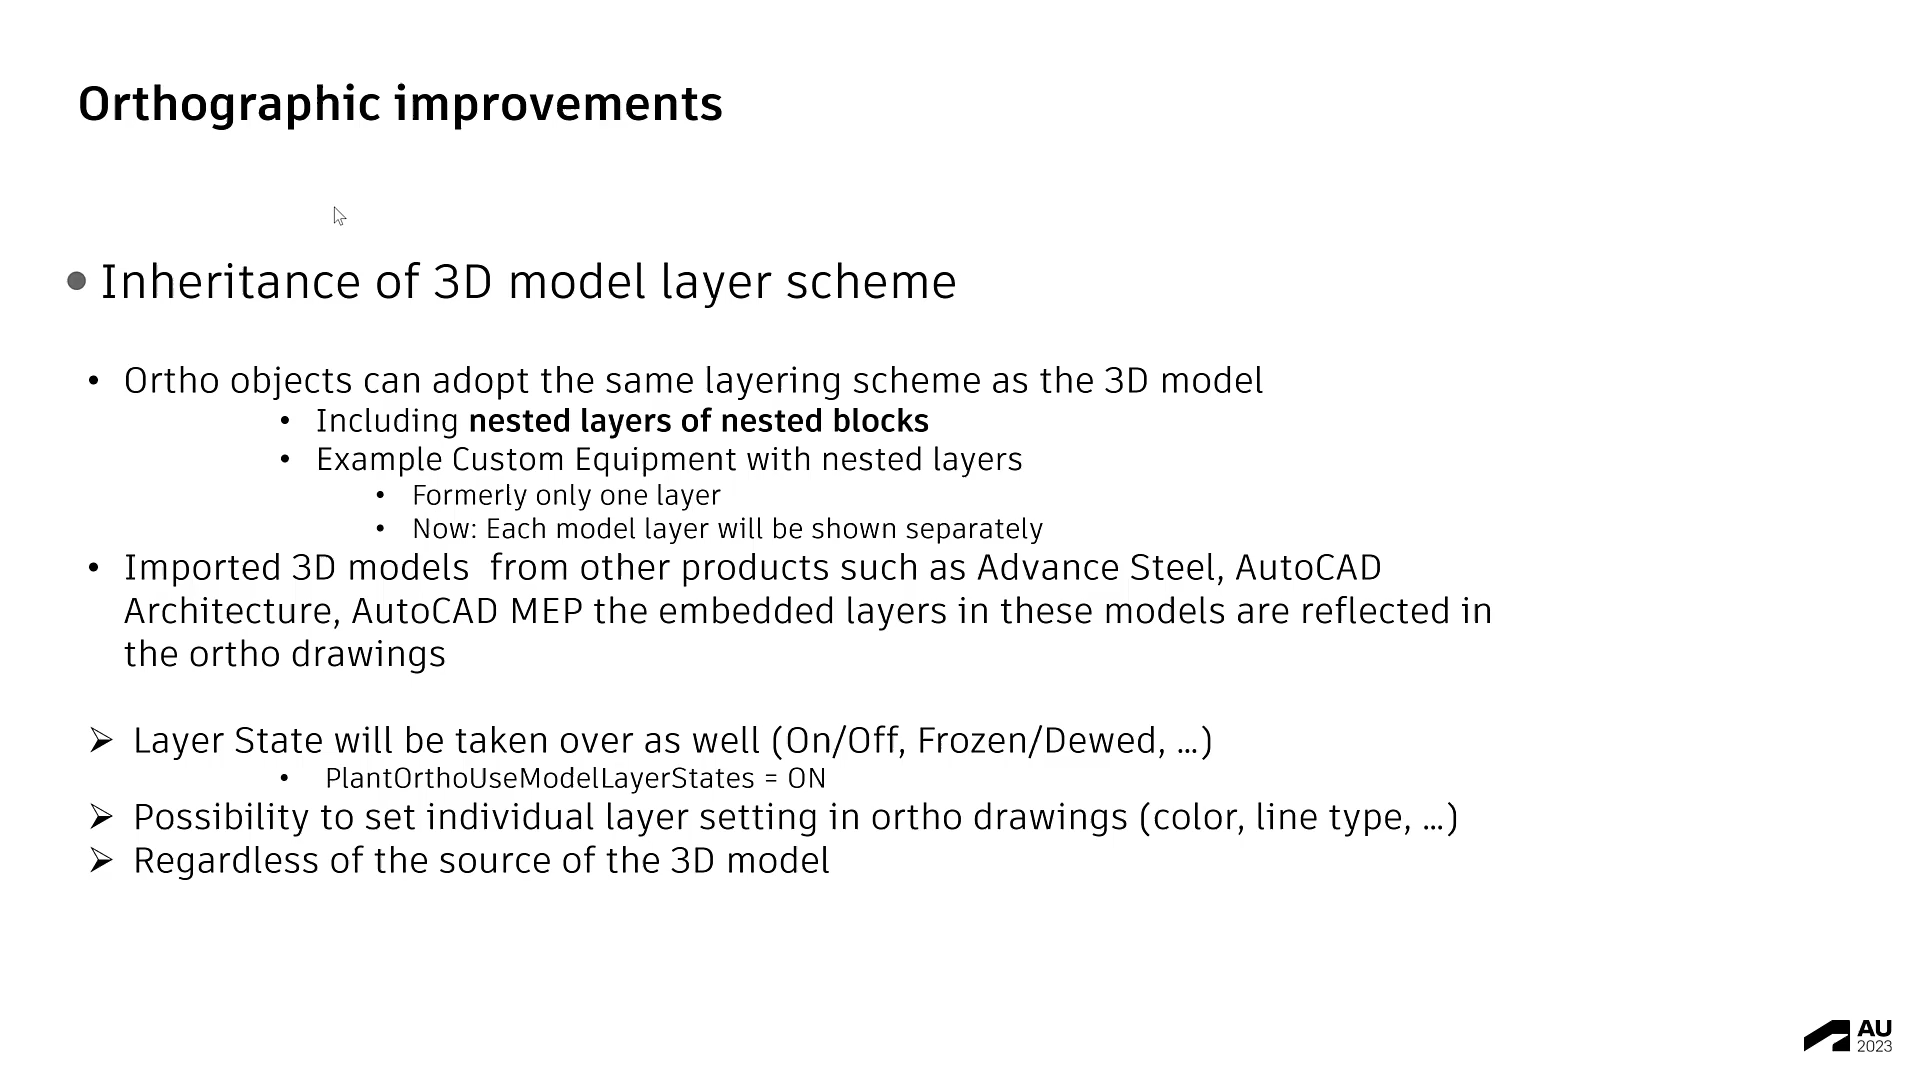 Orthographic improvements
Inheritance of 3D model layer scheme
• Ortho objects can adopt the same layering scheme as the 3D model
• Including nested layers of nested blocks
• Example Custom Equipment with nested layers
• Formerly only one layer
• Now: Each model layer will be shown separately
• Imported 3D models  from other products such as Advance Steel, AutoCAD
Architecture, AutoCAD MEP the embedded layers in these models are reflected in
the ortho drawings
➢ Layer State will be taken over as well (On/Off, Frozen/Dewed, …)
• PlantOrthoUseModelLayerStates = ON
➢ Possibility to set individual layer setting in ortho drawings (color, line type, …)
➢ Regardless of the source of the 3D model
AU
2023